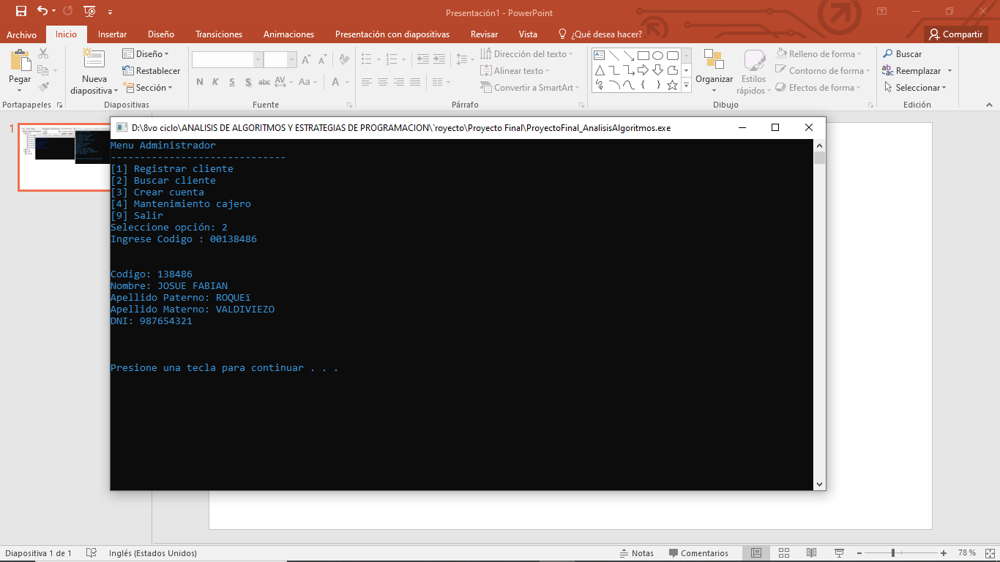 Presentación1 - PowerPoint
Archivo Inicio Insertar Diseño Transiciones Animaciones Presentación con diapositivas Revisar Vista ¿Qué desea hacer? Compartir
Pegar
Nueva diapositiva
Diseño
Restablecer
Sección
N K S S abc AV Aa A
Dirección del texto
Alinear texto
Convertir a SmartArt
Organizar
Estilos rápidos
Relleno de forma
Contorno de forma
Efectos de forma
Buscar
Reemplazar
Seleccionar
Portapapeles Diapositivas Fuente Párrafo Dibujo Edición
1
D:\8vo ciclo\ANALISIS DE ALGORITMOS Y ESTRATEGIAS DE PROGRAMACION\`royecto\Proyecto Final\ProyectoFinal_AnalisisAlgoritmos.exe
Menu Administrador
------------------------------
[1] Registrar cliente
[2] Buscar cliente
[3] Crear cuenta
[4] Mantenimiento cajero
[9] Salir
Seleccione opción: 2
Ingrese Codigo : 00138486
Codigo: 138486
Nombre: JOSUE FABIAN
Apellido Paterno: ROQUEï
Apellido Materno: VALDIVIEZO
DNI: 987654321
Presione una tecla para continuar . . .
Diapositiva 1 de 1 Inglés (Estados Unidos) Notas Comentarios 78 %